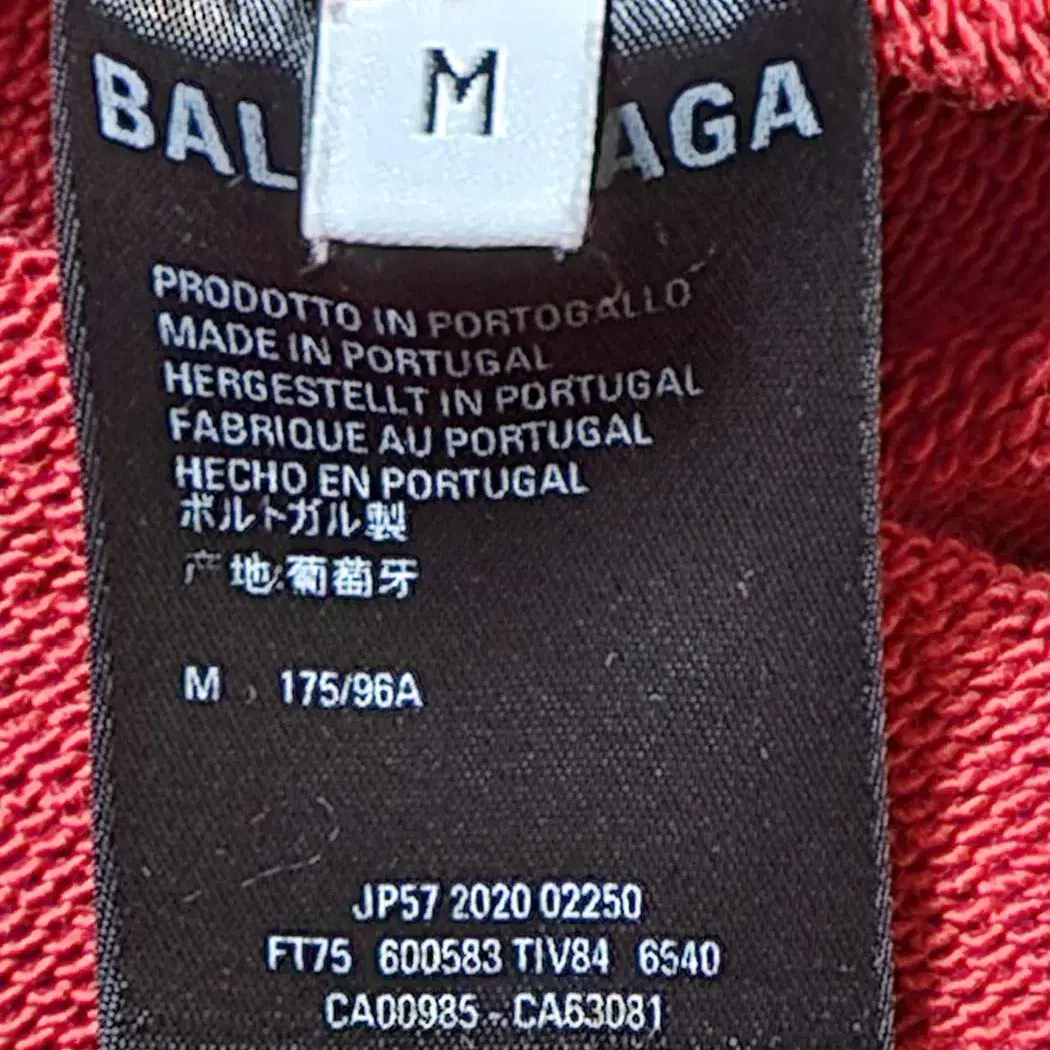 M
BAL AGA
PRODOTTO IN PORTOGALLO
MADE IN PORTUGAL
HERGESTELLT IN PORTUGAL
FABRIQUE AU PORTUGAL
HECHO EN PORTUGAL
ポルトガル製
产地:葡萄牙
M 175/96A
JP57 2020 02250
FT75 600583 TIV84 6540
CA00985 - CA63081